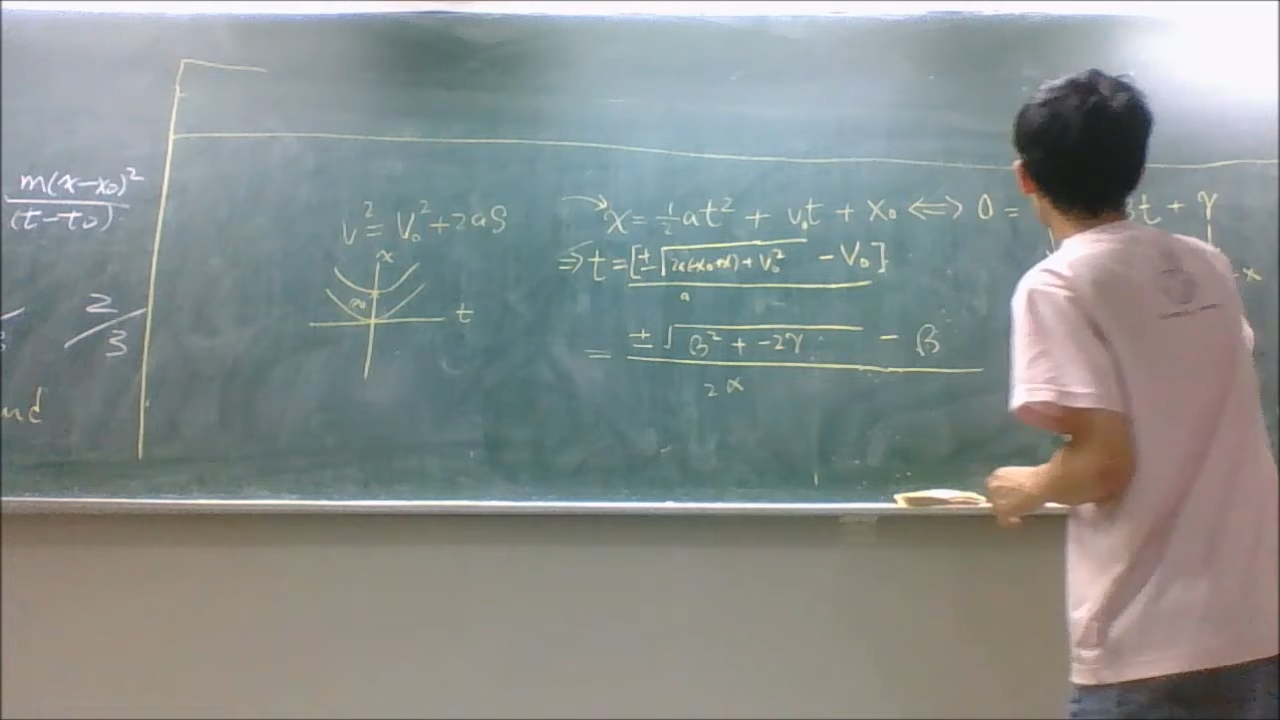 m(x-x₀)²
(t-t₀)
2
3
nd
v² = V₀² + 2aS
x
x₀
t
x = ½at² + v₀t + x₀ ⇔ 0 = βt + γ
⇒ t = [±√2a(-x₀+x)+V₀² - V₀]
a
-x
= ±√β² + -2γ - β
2α